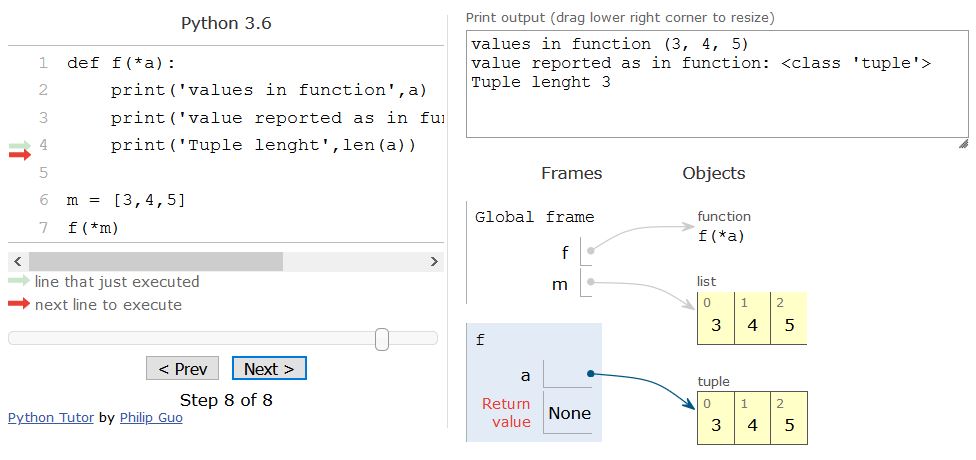 Python 3.6
1 def f(*a):
2     print('values in function',a)
3     print('value reported as in fu
4     print('Tuple lenght',len(a))
5
6 m = [3,4,5]
7 f(*m)
line that just executed
next line to execute
< Prev Next >
Step 8 of 8
Python Tutor by Philip Guo
Print output (drag lower right corner to resize)
values in function (3, 4, 5)
value reported as in function: <class 'tuple'>
Tuple lenght 3
Frames Objects
Global frame
f
m
function
f(*a)
list
0 1 2
3 4 5
f
a
Return
value None
tuple
0 1 2
3 4 5